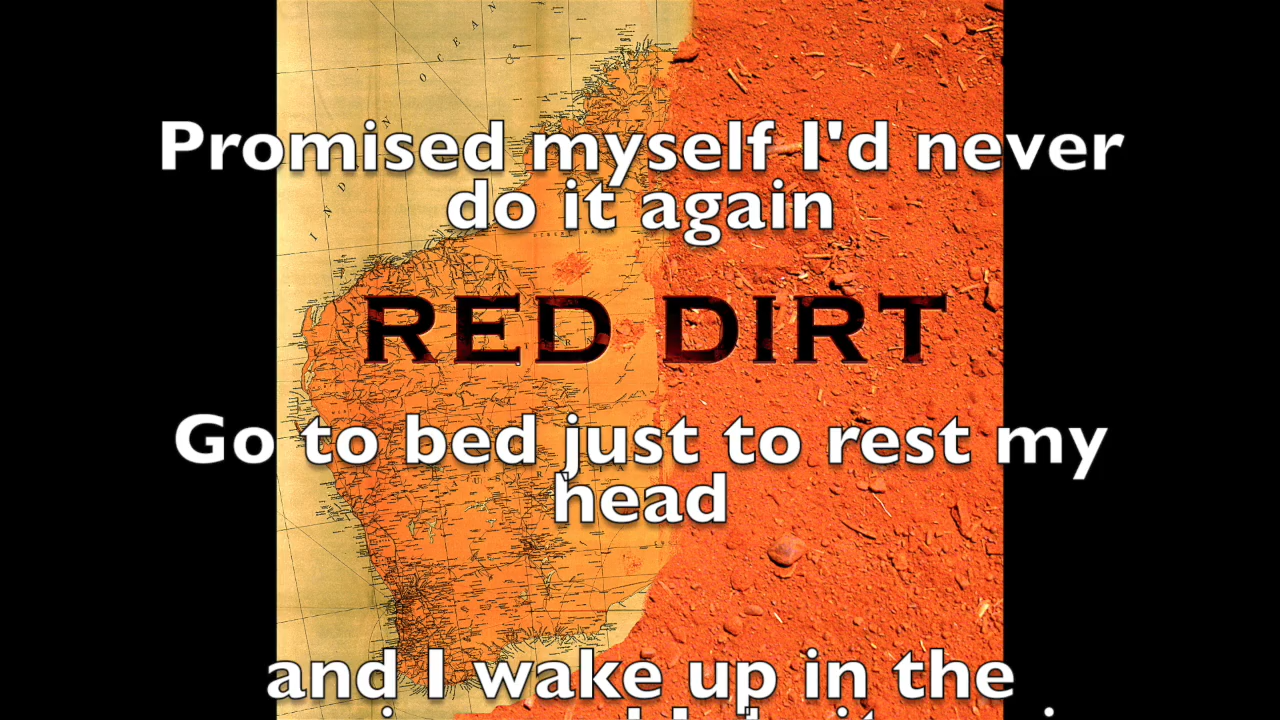 O C E A N
I N D
Promised myself I'd never
do it again
RED DIRT
Go to bed just to rest my
head
and I wake up in the